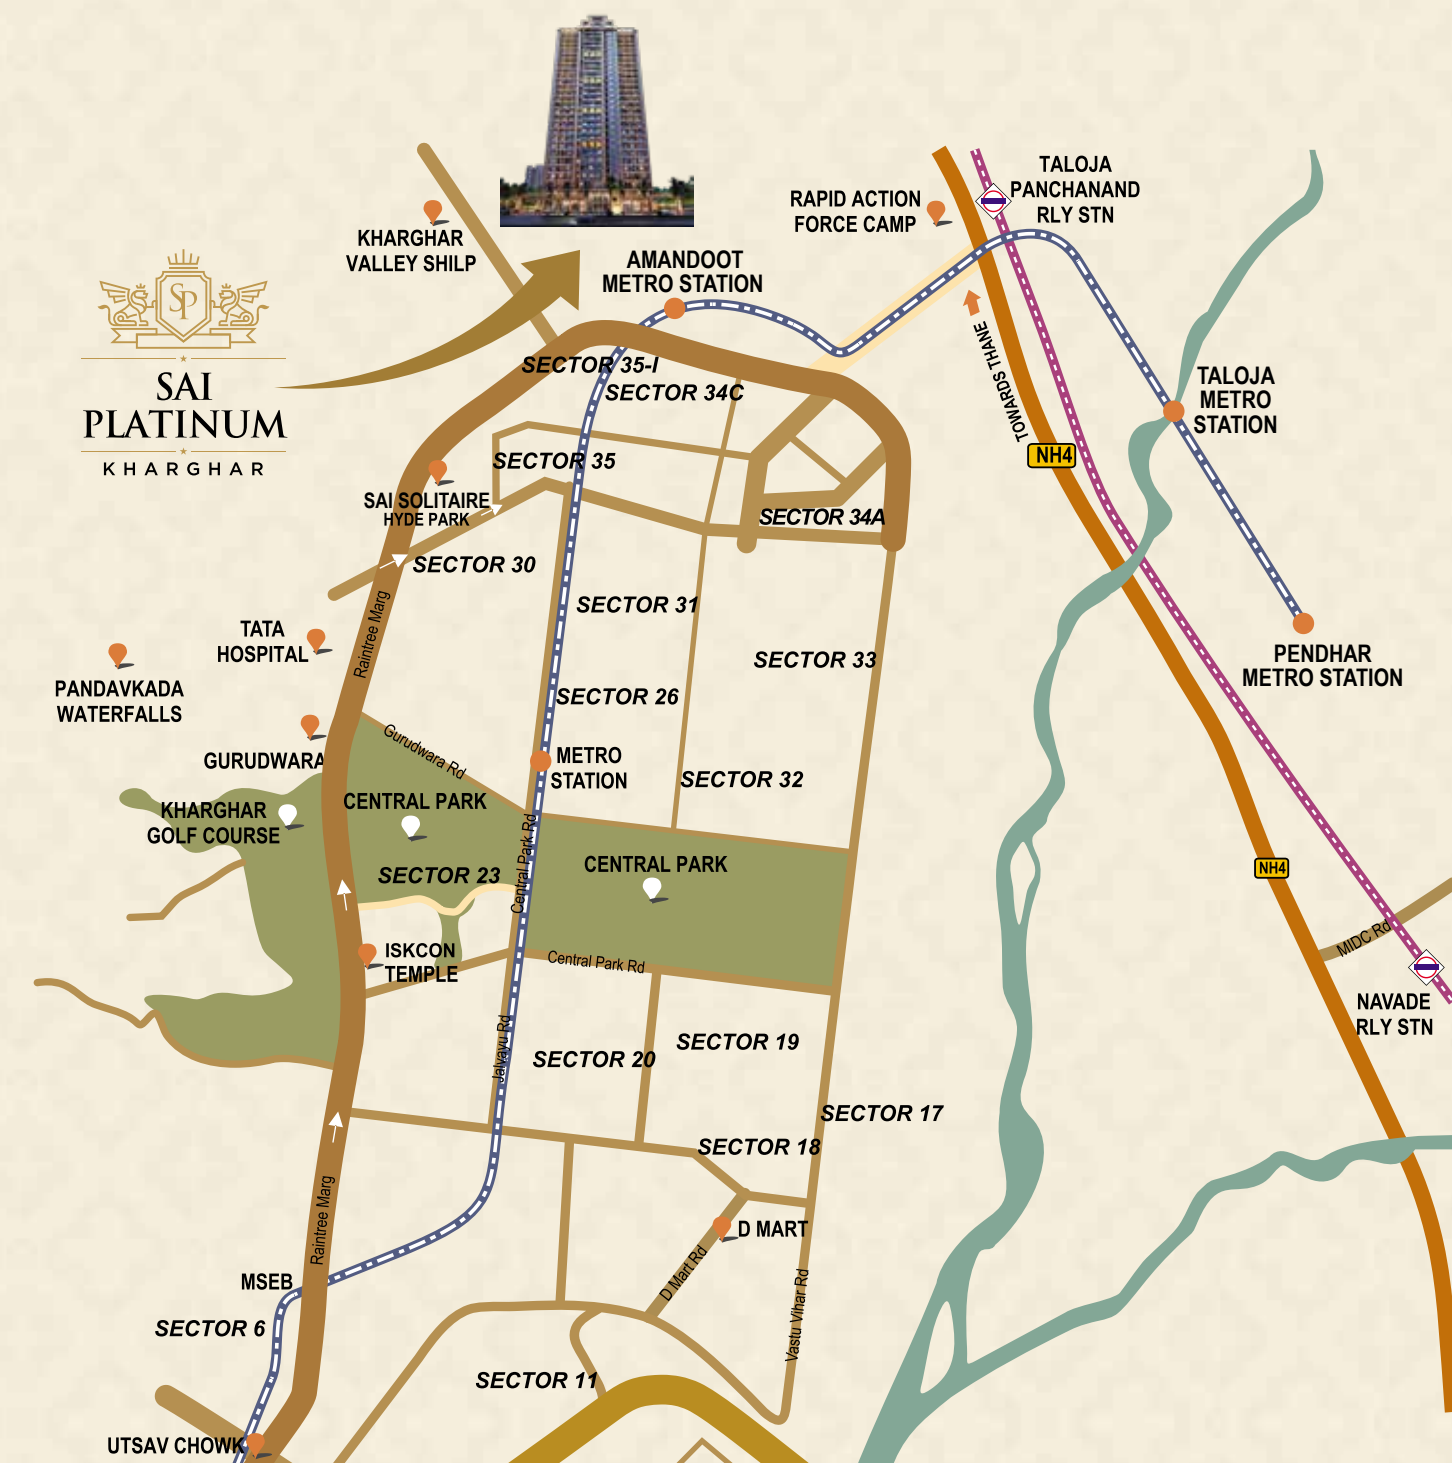 TALOJA
PANCHANAND
RLY STN
RAPID ACTION
FORCE CAMP
KHARGHAR
VALLEY SHILP
AMANDOOT
METRO STATION
SP
SAI
PLATINUM
KHARGHAR
TOWARDS THANE
SECTOR 35-I
SECTOR 34C
TALOJA
METRO
STATION
NH4
SECTOR 35
SAI SOLITAIRE
HYDE PARK
SECTOR 34A
SECTOR 30
SECTOR 31
Raintree Marg
TATA
HOSPITAL
PENDHAR
METRO STATION
SECTOR 33
PANDAVKADA
WATERFALLS
SECTOR 26
Gurudwara Rd
GURUDWARA
METRO
STATION
SECTOR 32
KHARGHAR
GOLF COURSE
CENTRAL PARK
Central Park Rd
CENTRAL PARK
SECTOR 23
NH4
MIDC Rd
ISKCON
TEMPLE
Central Park Rd
NAVADE
RLY STN
Jalvayu Rd
SECTOR 20
SECTOR 19
SECTOR 17
SECTOR 18
Raintree Marg
D MART
D Mart Rd
MSEB
Vastu Vihar Rd
SECTOR 6
SECTOR 11
UTSAV CHOWK